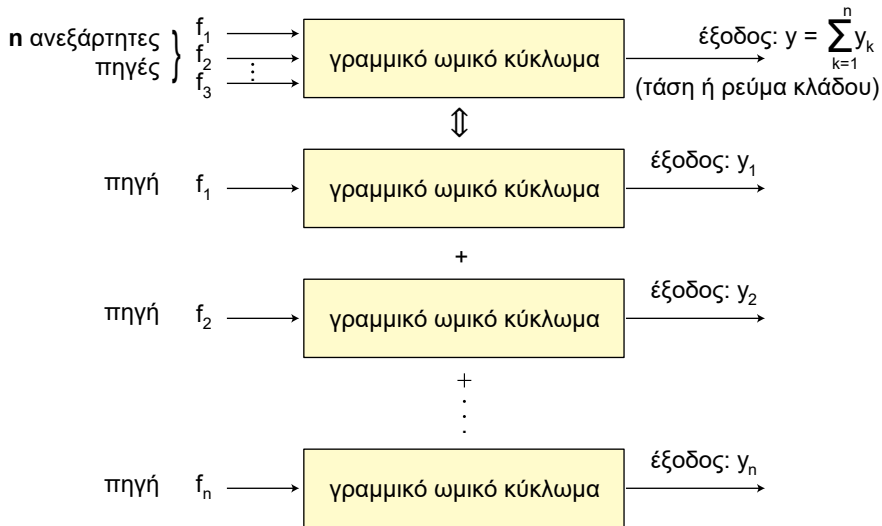 n ανεξάρτητες πηγές } f₁ f₂ ⋮ f₃
γραμμικό ωμικό κύκλωμα
έξοδος: y = ∑ₖ₌₁ⁿ yₖ
(τάση ή ρεύμα κλάδου)
⇕
πηγή f₁ γραμμικό ωμικό κύκλωμα έξοδος: y₁
+
πηγή f₂ γραμμικό ωμικό κύκλωμα έξοδος: y₂
+
⋮
πηγή fₙ γραμμικό ωμικό κύκλωμα έξοδος: yₙ